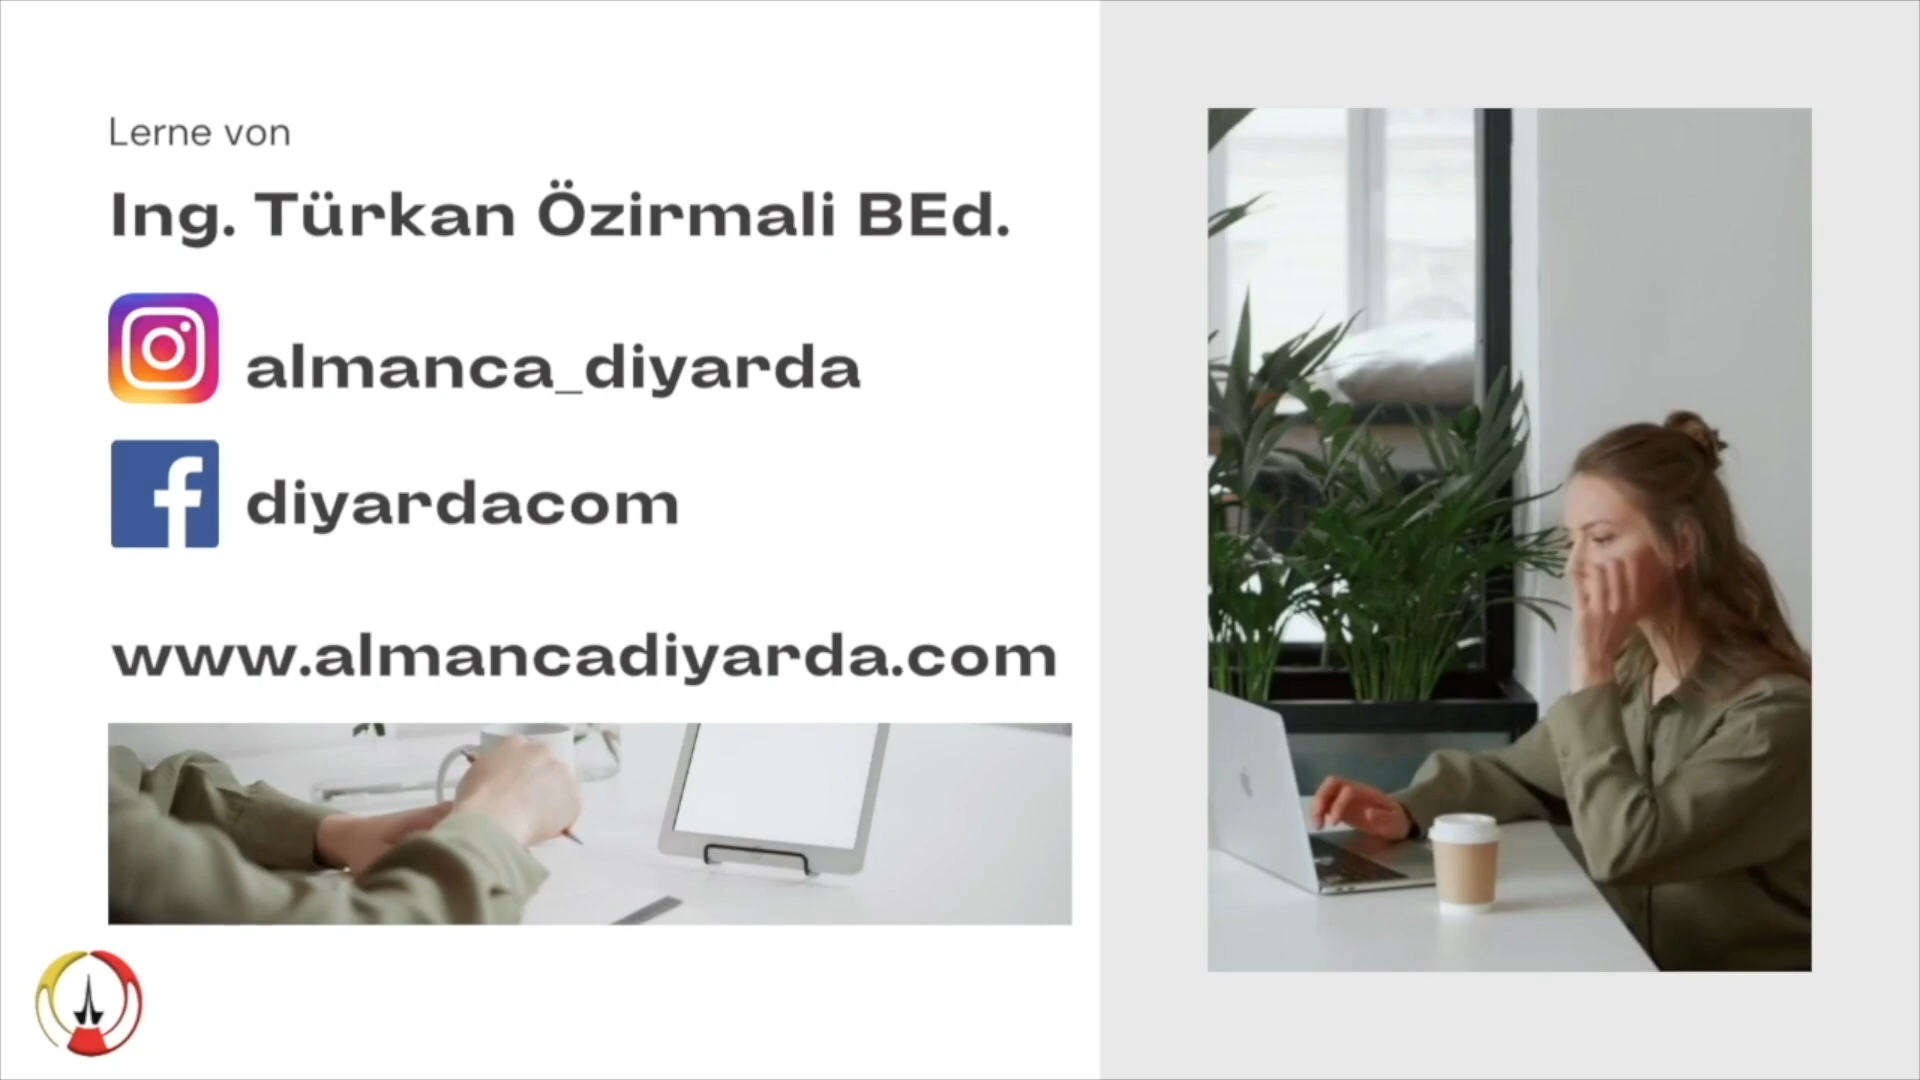 Lerne von
Ing. Türkan Özirmali BEd.
almanca_diyarda
diyardacom
www.almancadiyarda.com